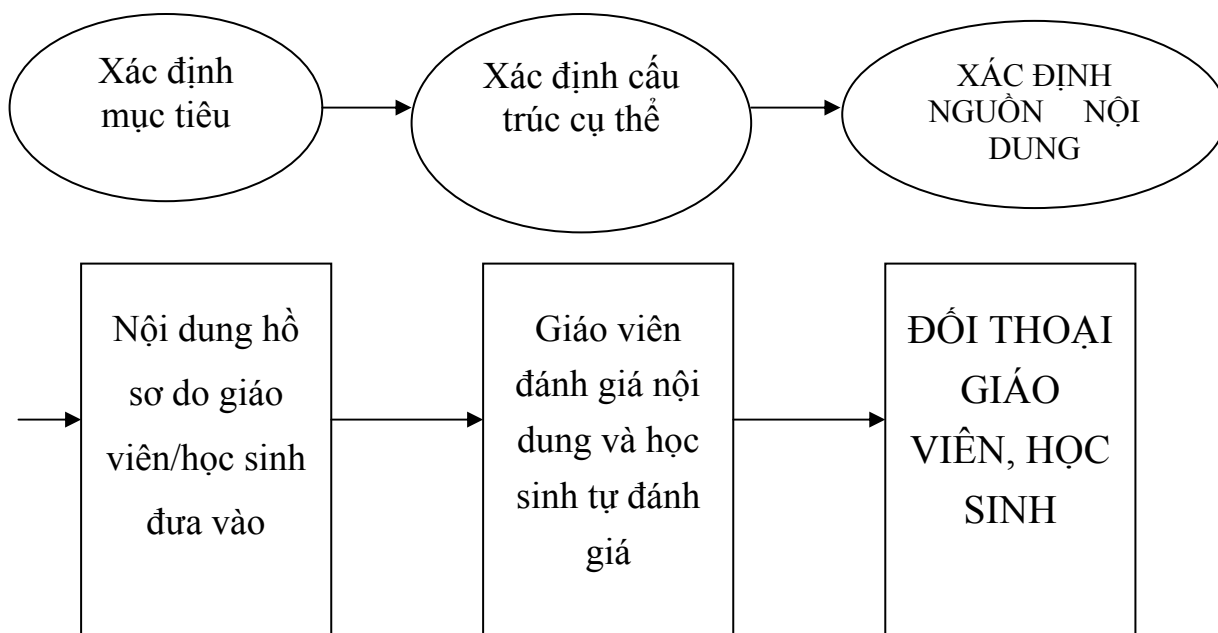 Xác định
mục tiêu
Xác định cấu
trúc cụ thể
XÁC ĐỊNH
NGUỒN NỘI
DUNG
Nội dung hồ
sơ do giáo
viên/học sinh
đưa vào
Giáo viên
đánh giá nội
dung và học
sinh tự đánh
giá
ĐỐI THOẠI
GIÁO
VIÊN, HỌC
SINH